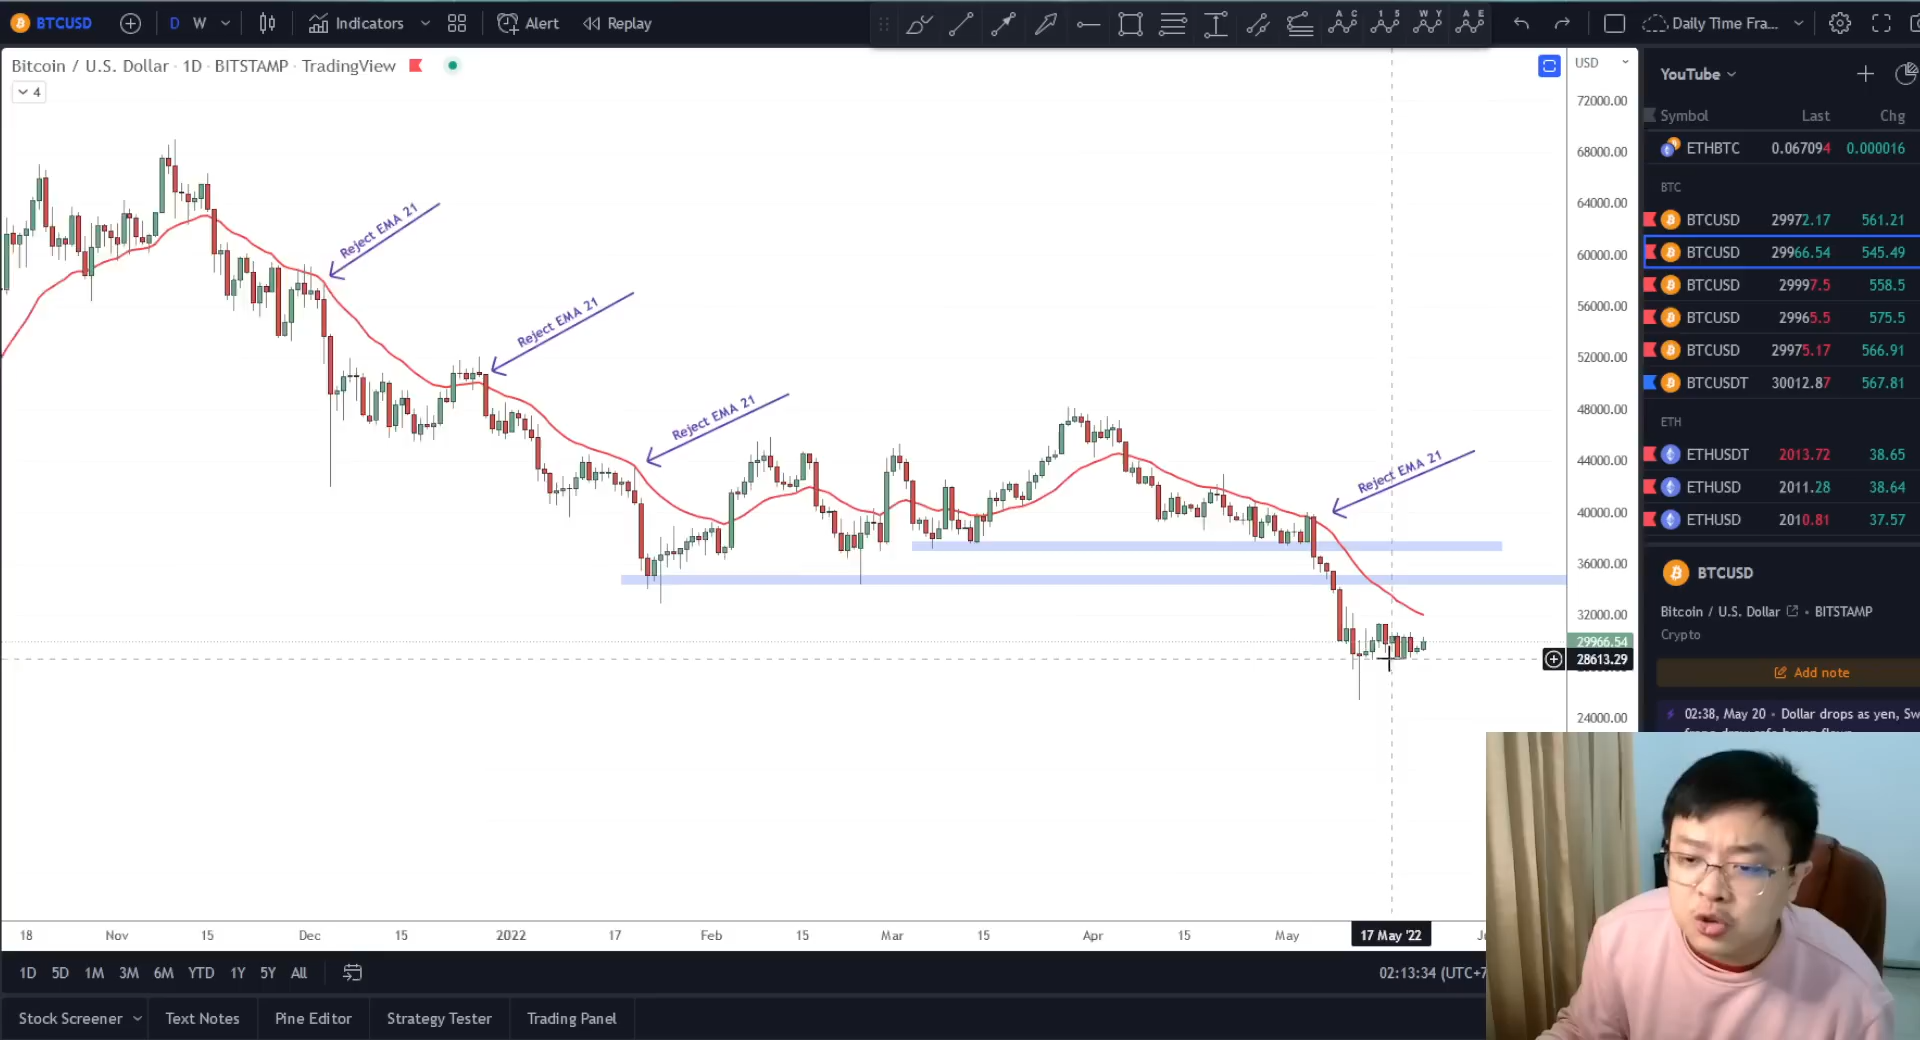 BTCUSD
D W
Indicators
Alert
Replay
A C
1 5
W Y
A E
Daily Time Fra...
Bitcoin / U.S. Dollar · 1D · BITSTAMP · TradingView
4
Reject EMA 21
Reject EMA 21
Reject EMA 21
Reject EMA 21
USD
72000.00
68000.00
64000.00
60000.00
56000.00
52000.00
48000.00
44000.00
40000.00
36000.00
32000.00
29966.54
28613.29
24000.00
18 Nov 15 Dec 15 2022 17 Feb 15 Mar 15 Apr 15 May 17 May '22
1D 5D 1M 3M 6M YTD 1Y 5Y All
02:13:34 (UTC+7
Stock Screener Text Notes Pine Editor Strategy Tester Trading Panel
YouTube
Symbol Last Chg
ETHBTC 0.067094 0.000016
BTC
BTCUSD 29972.17 561.21
BTCUSD 29966.54 545.49
BTCUSD 29997.5 558.5
BTCUSD 29965.5 575.5
BTCUSD 29975.17 566.91
BTCUSDT 30012.87 567.81
ETH
ETHUSDT 2013.72 38.65
ETHUSD 2011.28 38.64
ETHUSD 2010.81 37.57
BTCUSD
Bitcoin / U.S. Dollar · BITSTAMP
Crypto
Add note
02:38, May 20 · Dollar drops as yen, Sw